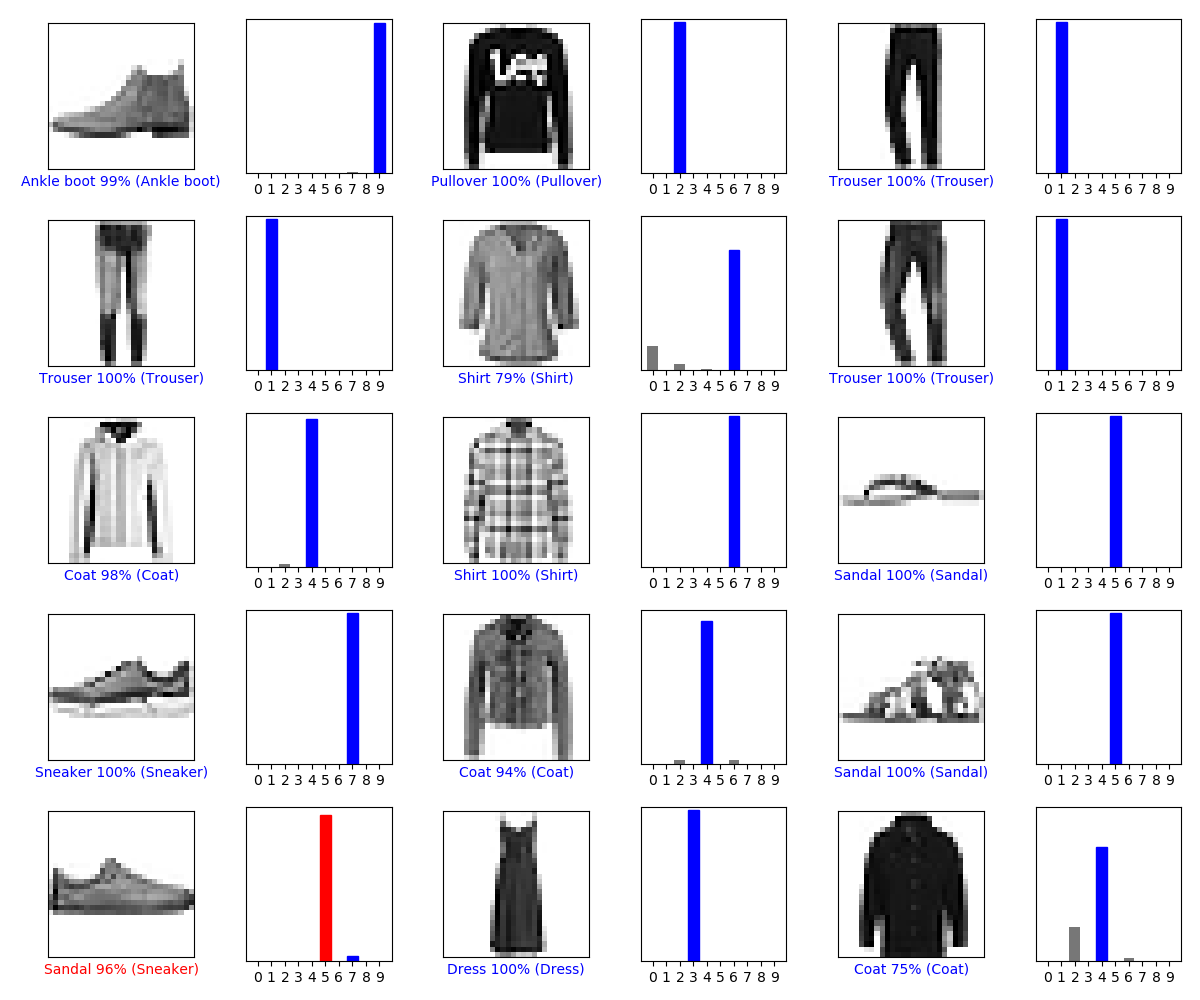 Lee
Ankle boot 99% (Ankle boot)
0 1 2 3 4 5 6 7 8 9
Pullover 100% (Pullover)
0 1 2 3 4 5 6 7 8 9
Trouser 100% (Trouser)
0 1 2 3 4 5 6 7 8 9
Trouser 100% (Trouser)
0 1 2 3 4 5 6 7 8 9
Shirt 79% (Shirt)
0 1 2 3 4 5 6 7 8 9
Trouser 100% (Trouser)
0 1 2 3 4 5 6 7 8 9
Coat 98% (Coat)
0 1 2 3 4 5 6 7 8 9
Shirt 100% (Shirt)
0 1 2 3 4 5 6 7 8 9
Sandal 100% (Sandal)
0 1 2 3 4 5 6 7 8 9
Sneaker 100% (Sneaker)
0 1 2 3 4 5 6 7 8 9
Coat 94% (Coat)
0 1 2 3 4 5 6 7 8 9
Sandal 100% (Sandal)
0 1 2 3 4 5 6 7 8 9
Sandal 96% (Sneaker)
0 1 2 3 4 5 6 7 8 9
Dress 100% (Dress)
0 1 2 3 4 5 6 7 8 9
Coat 75% (Coat)
0 1 2 3 4 5 6 7 8 9